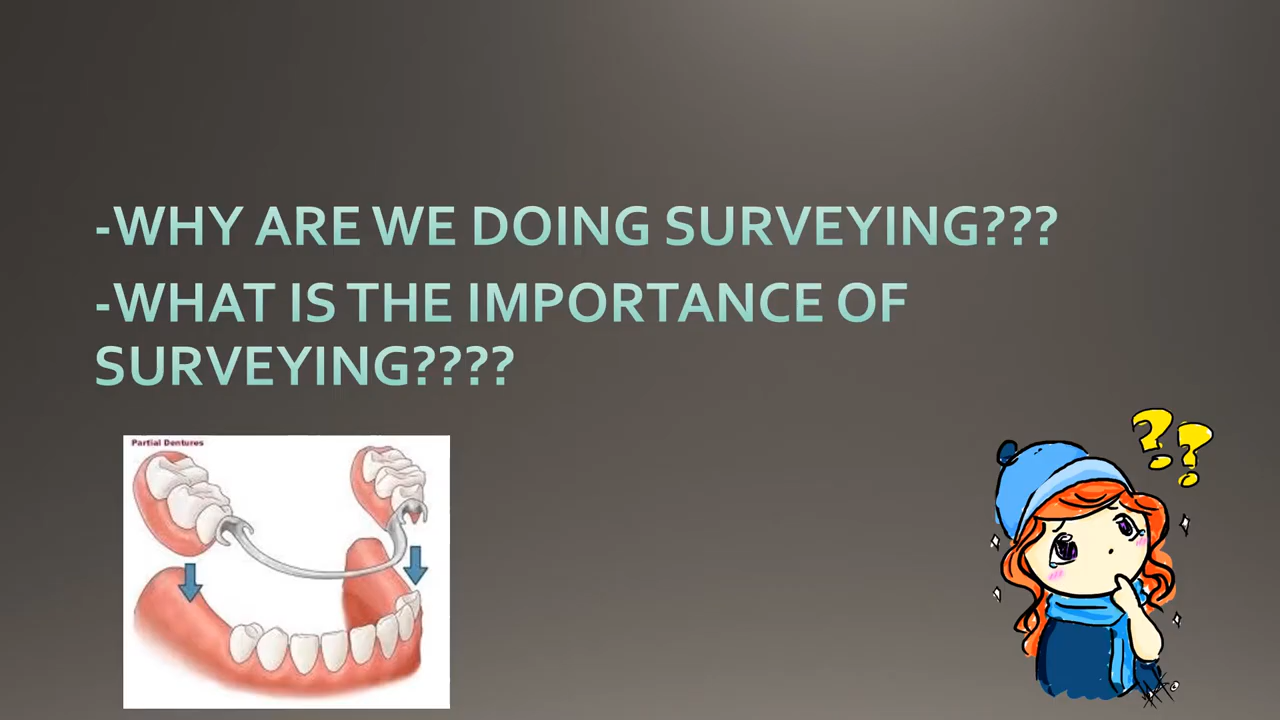 -WHY ARE WE DOING SURVEYING???
-WHAT IS THE IMPORTANCE OF
SURVEYING????
Partial Dentures
??